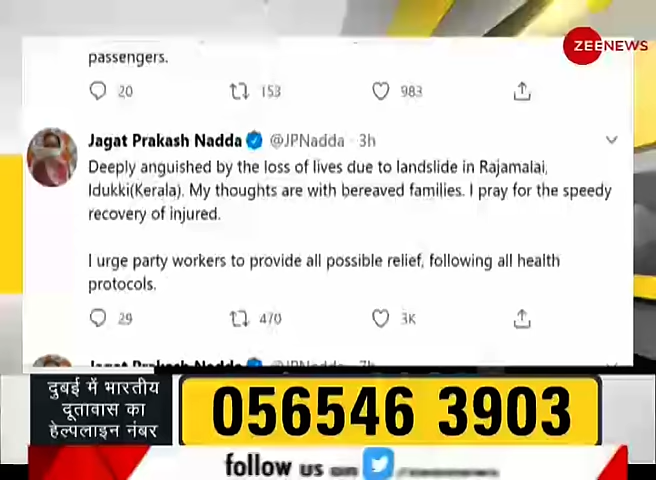 ZEENEWS
passengers.
20 153 983
Jagat Prakash Nadda @JPNadda · 3h
Deeply anguished by the loss of lives due to landslide in Rajamalai,
Idukki(Kerala). My thoughts are with bereaved families. I pray for the speedy
recovery of injured.
I urge party workers to provide all possible relief, following all health
protocols.
29 470 3K
Jagat Prakash Nadda @JPNadda · 7h
दुबई में भारतीय
दूतावास का
हेल्पलाइन नंबर
056546 3903
follow us on